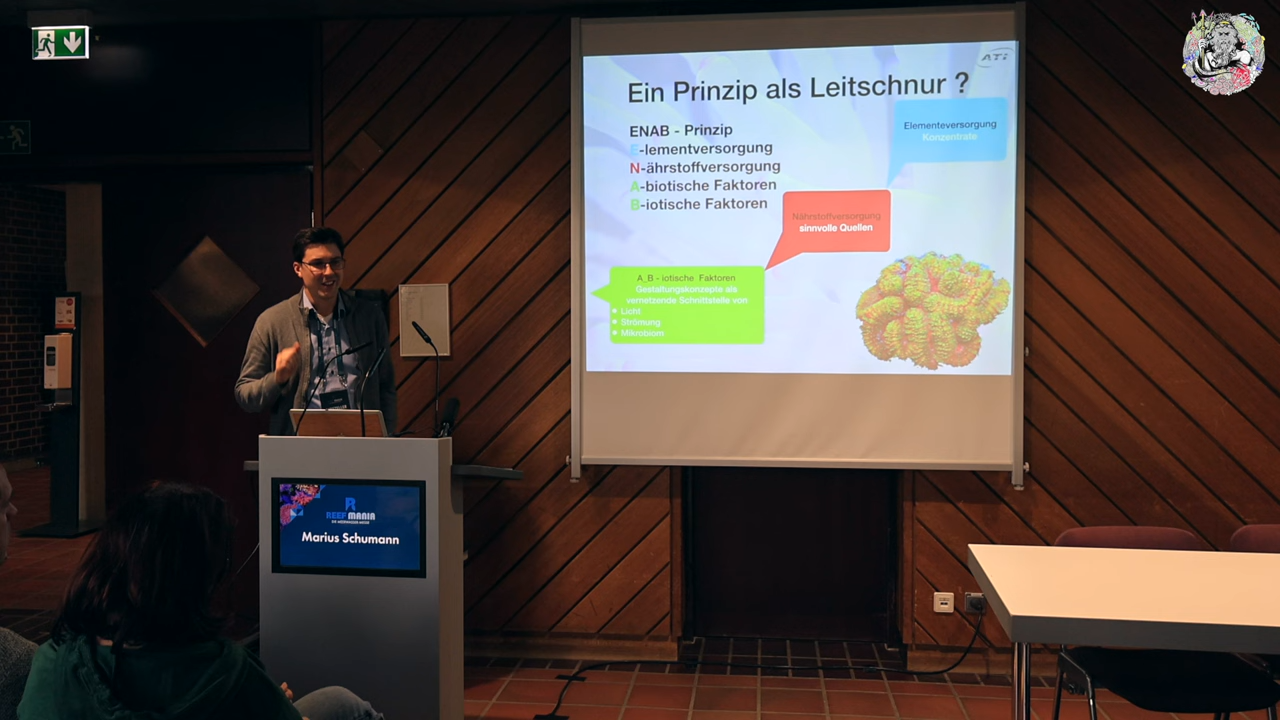 ATI
Ein Prinzip als Leitschnur ?
ENAB - Prinzip
E-lementversorgung
N-ährstoffversorgung
A-biotische Faktoren
B-iotische Faktoren
Elementeversorgung
Konzentrate
Nährstoffversorgung
sinnvolle Quellen
A_B - iotische Faktoren
Gestaltungskonzepte als
vernetzende Schnittstelle von
Licht
Strömung
Mikrobiom
REEF MANIA
Marius Schumann